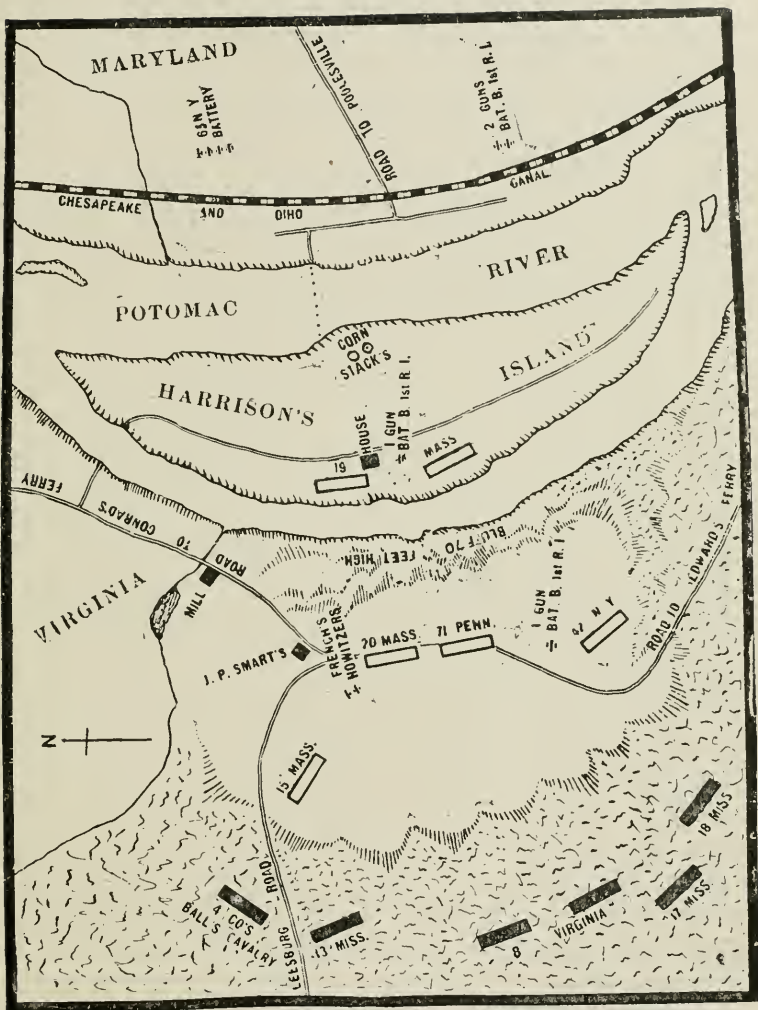 MARYLAND
6th N Y
BATTERY
ROAD TO POOLESVILLE
2 GUNS
BAT. B, 1st R. I.
CHESAPEAKE AND OHIO CANAL
POTOMAC RIVER
HARRISON'S ISLAND
CORN
STACK'S
HOUSE
1 GUN
BAT. B. 1st R. I.
19 MASS
ROAD TO CONRAD'S FERRY
VIRGINIA
MILL
BLUFF 70 FEET HIGH
J. P. SMART'S
FRENCH'S
HOWITZERS.
20 MASS.
71 PENN.
1 GUN
BAT B, 1st R. I.
42 N Y
ROAD TO EDWARD'S FERRY
N
15 MASS.
LEESBURG ROAD
4 CO'S
BALL'S CAVALRY
13 MISS.
8 VIRGINIA
17 MISS.
18 MISS